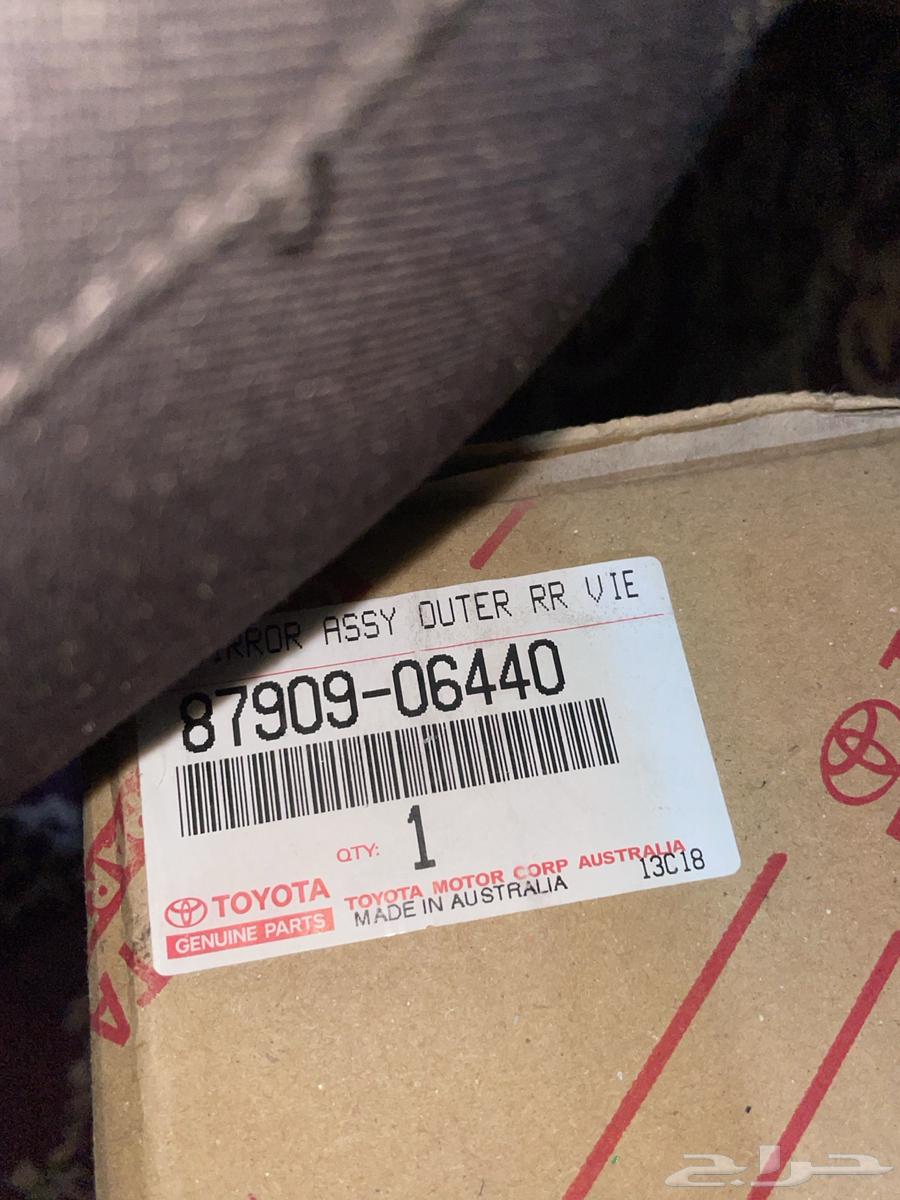 MIRROR ASSY OUTER RR VIE
87909-06440
QTY: 1
TOYOTA
GENUINE PARTS
TOYOTA MOTOR CORP AUSTRALIA
MADE IN AUSTRALIA
13C18
حراج